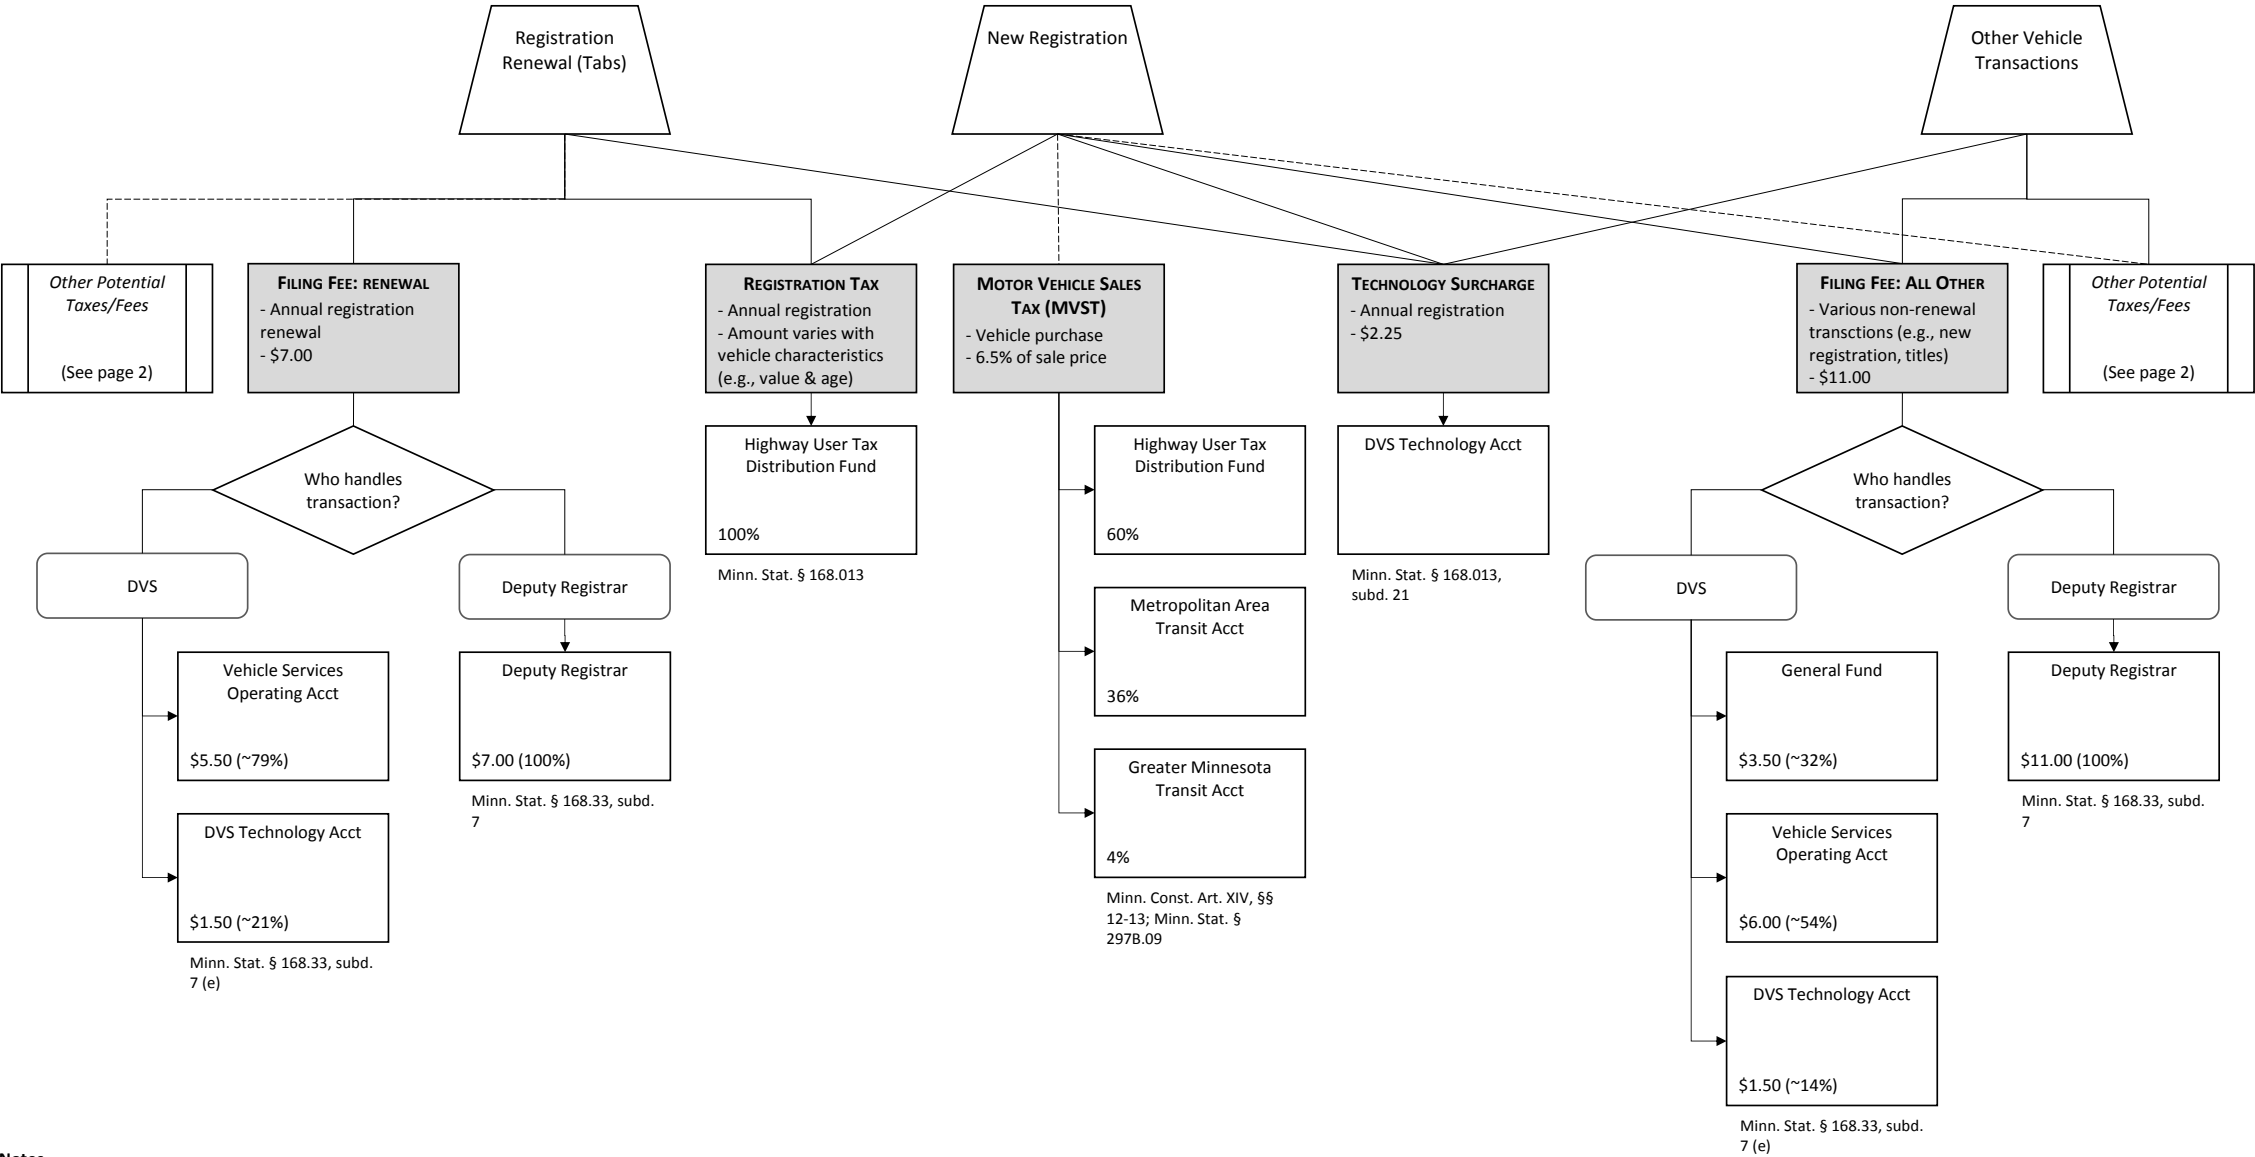 Registration
Renewal (Tabs)
New Registration
Other Vehicle
Transactions
Other Potential
Taxes/Fees
(See page 2)
FILING FEE: RENEWAL
- Annual registration
renewal
- $7.00
REGISTRATION TAX
- Annual registration
- Amount varies with
vehicle characteristics
(e.g., value & age)
MOTOR VEHICLE SALES
TAX (MVST)
- Vehicle purchase
- 6.5% of sale price
TECHNOLOGY SURCHARGE
- Annual registration
- $2.25
FILING FEE: ALL OTHER
- Various non-renewal
transctions (e.g., new
registration, titles)
- $11.00
Other Potential
Taxes/Fees
(See page 2)
Who handles
transaction?
DVS
Deputy Registrar
Vehicle Services
Operating Acct
$5.50 (~79%)
DVS Technology Acct
$1.50 (~21%)
Minn. Stat. § 168.33, subd.
7 (e)
Deputy Registrar
$7.00 (100%)
Minn. Stat. § 168.33, subd.
7
Highway User Tax
Distribution Fund
100%
Minn. Stat. § 168.013
Highway User Tax
Distribution Fund
60%
Metropolitan Area
Transit Acct
36%
Greater Minnesota
Transit Acct
4%
Minn. Const. Art. XIV, §§
12-13; Minn. Stat. §
297B.09
DVS Technology Acct
Minn. Stat. § 168.013,
subd. 21
Who handles
transaction?
DVS
Deputy Registrar
General Fund
$3.50 (~32%)
Vehicle Services
Operating Acct
$6.00 (~54%)
DVS Technology Acct
$1.50 (~14%)
Minn. Stat. § 168.33, subd.
7 (e)
Deputy Registrar
$11.00 (100%)
Minn. Stat. § 168.33, subd.
7